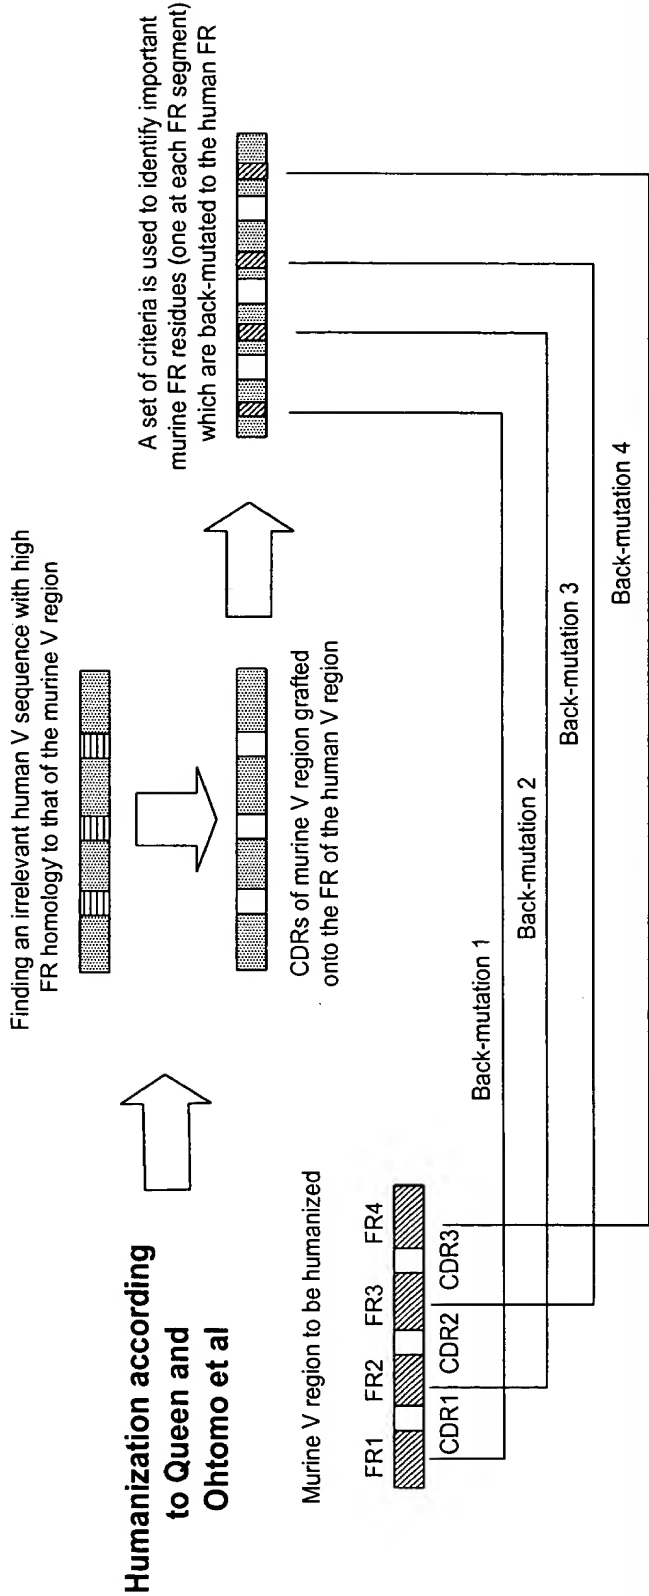 Humanization according
to Queen and
Ohtomo et al
Finding an irrelevant human V sequence with high
FR homology to that of the murine V region
CDRs of murine V region grafted
onto the FR of the human V region
A set of criteria is used to identify important
murine FR residues (one at each FR segment)
which are back-mutated to the human FR
Murine V region to be humanized
FR1
FR2
FR3
FR4
CDR1
CDR2
CDR3
Back-mutation 1
Back-mutation 2
Back-mutation 3
Back-mutation 4